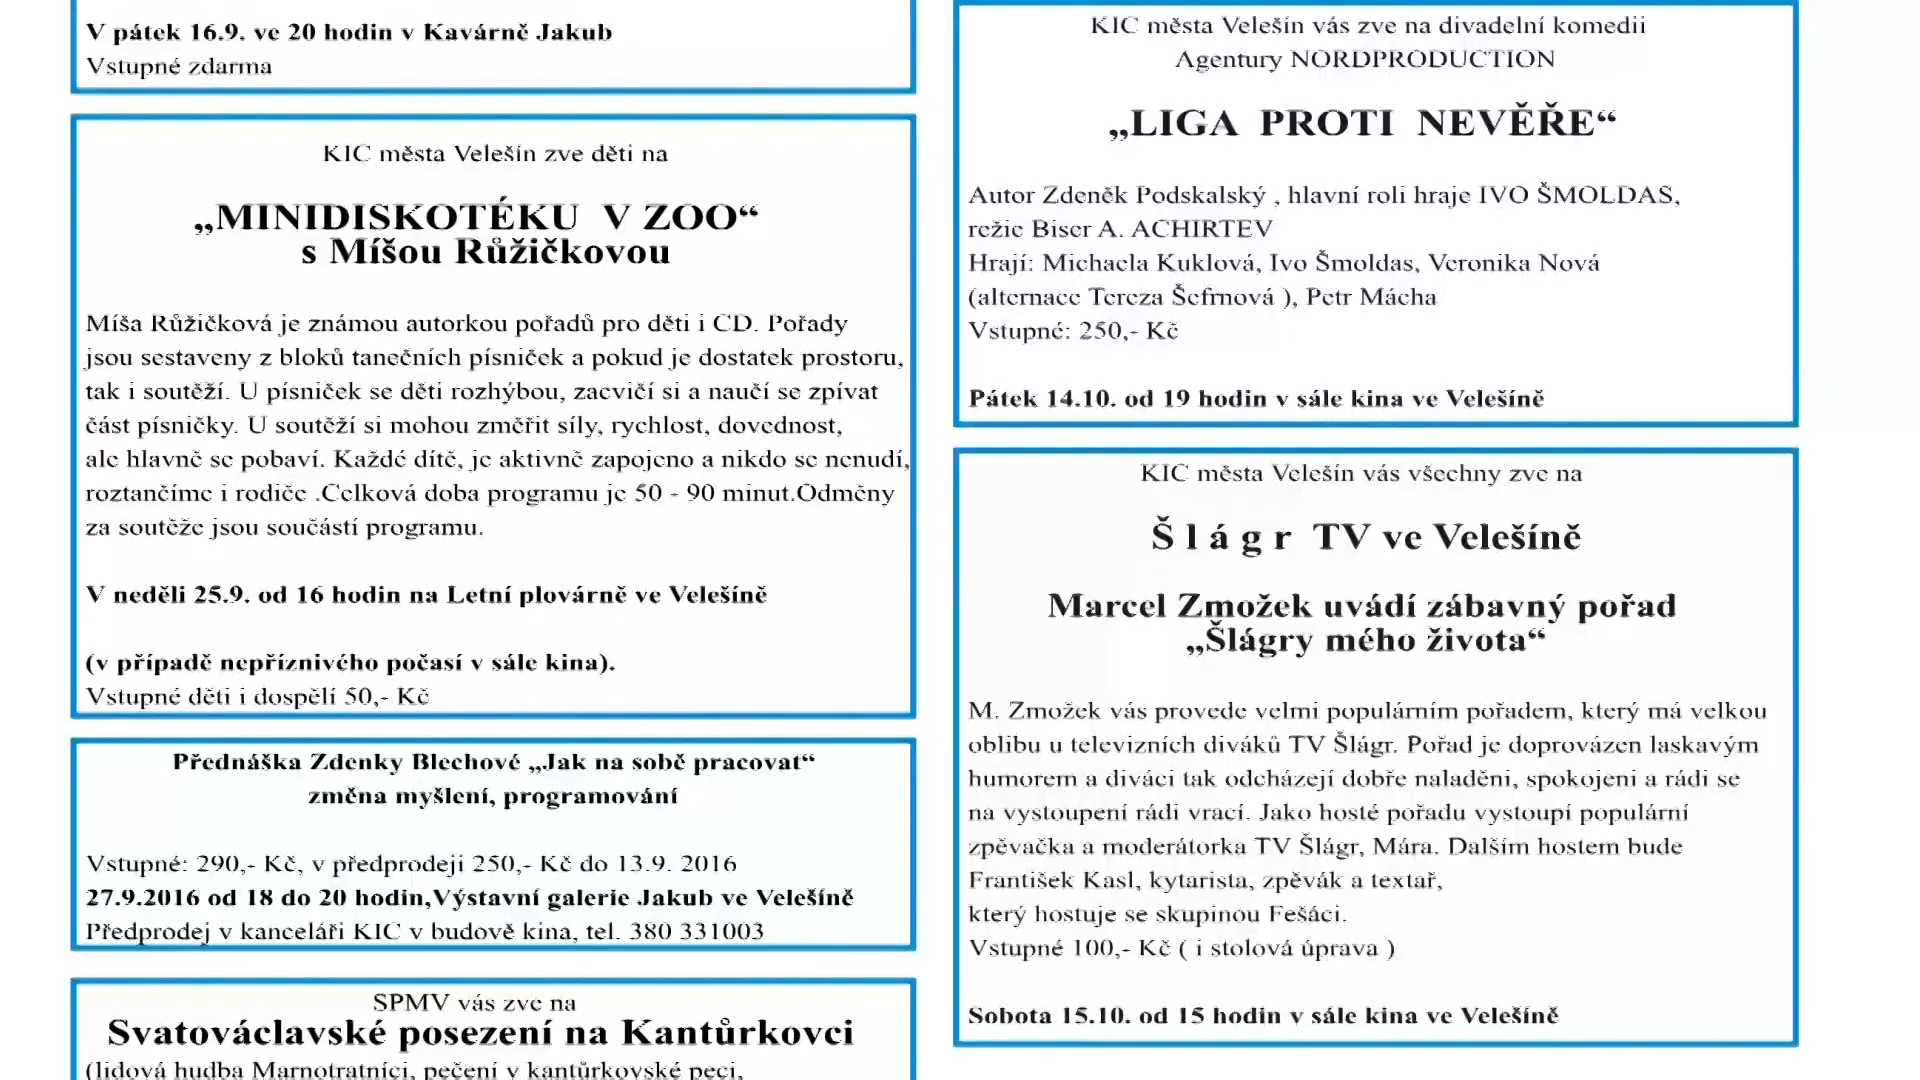 V pátek 16.9. ve 20 hodin v Kavárně Jakub
Vstupné zdarma
KIC města Velešín zve děti na
„MINIDISKOTÉKU V ZOO“
s Míšou Růžičkovou
Míša Růžičková je známou autorkou pořadů pro děti i CD. Pořady
jsou sestaveny z bloků tanečních písniček a pokud je dostatek prostoru,
tak i soutěží. U písniček se děti rozhýbou, zacvičí si a naučí se zpívat
část písničky. U soutěží si mohou změřit síly, rychlost, dovednost,
ale hlavně se pobaví. Každé dítě, je aktivně zapojeno a nikdo se nenudí,
roztančíme i rodiče .Celková doba programu je 50 - 90 minut.Odměny
za soutěže jsou součástí programu.
V neděli 25.9. od 16 hodin na Letní plovárně ve Velešíně
(v případě nepříznivého počasí v sále kina).
Vstupné děti i dospělí 50,- Kč
Přednáška Zdenky Blechové „Jak na sobě pracovat“
změna myšlení, programování
Vstupné: 290,- Kč, v předprodeji 250,- Kč do 13.9. 2016
27.9.2016 od 18 do 20 hodin,Výstavní galerie Jakub ve Velešíně
Předprodej v kanceláři KIC v budově kina, tel. 380 331003
SPMV vás zve na
Svatováclavské posezení na Kantůrkovci
(lidová hudba Marnotratníci, pečení v kantůrkovské peci,
KIC města Velešín vás zve na divadelní komedii
Agentury NORDPRODUCTION
„LIGA PROTI NEVĚŘE“
Autor Zdeněk Podskalský , hlavní roli hraje IVO ŠMOLDAS,
režie Biser A. ACHIRTEV
Hrají: Michaela Kuklová, Ivo Šmoldas, Veronika Nová
(alternace Tereza Šefrnová ), Petr Mácha
Vstupné: 250,- Kč
Pátek 14.10. od 19 hodin v sále kina ve Velešíně
KIC města Velešín vás všechny zve na
Š l á g r TV ve Velešíně
Marcel Zmožek uvádí zábavný pořad
„Šlágry mého života“
M. Zmožek vás provede velmi populárním pořadem, který má velkou
oblibu u televizních diváků TV Šlágr. Pořad je doprovázen laskavým
humorem a diváci tak odcházejí dobře naladěni, spokojeni a rádi se
na vystoupení rádi vrací. Jako hosté pořadu vystoupí populární
zpěvačka a moderátorka TV Šlágr, Mára. Dalším hostem bude
František Kasl, kytarista, zpěvák a textař,
který hostuje se skupinou Fešáci.
Vstupné 100,- Kč ( i stolová úprava )
Sobota 15.10. od 15 hodin v sále kina ve Velešíně